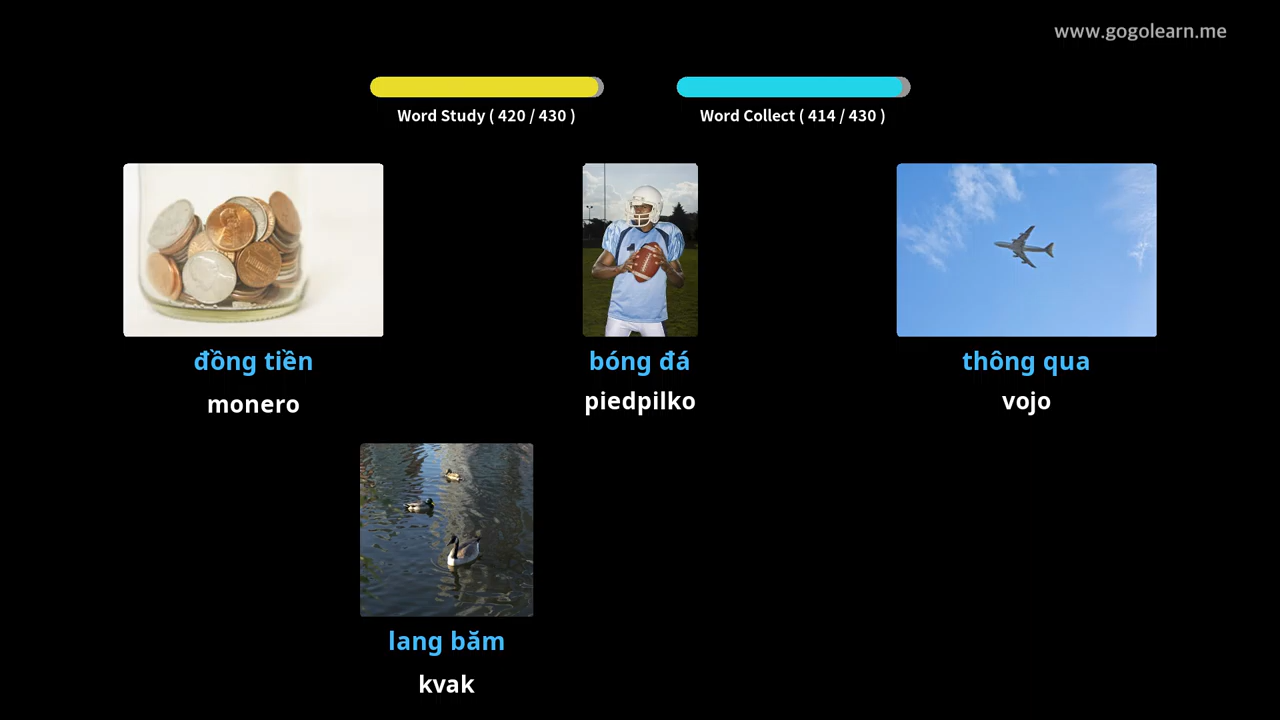 www.gogolearn.me
Word Study ( 420 / 430 )
Word Collect ( 414 / 430 )
đồng tiền
bóng đá
thông qua
monero
piedpilko
vojo
lang băm
kvak